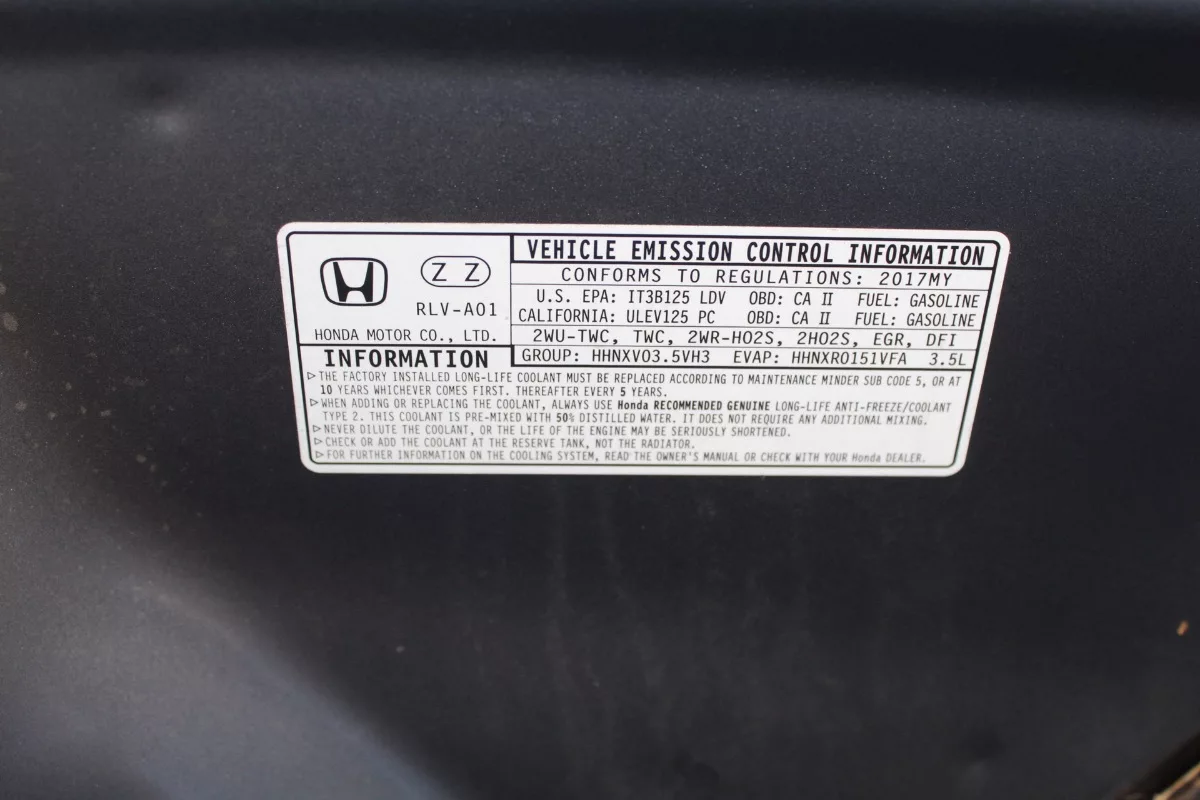 Z Z
RLV-A01
HONDA MOTOR CO., LTD.
VEHICLE EMISSION CONTROL INFORMATION
CONFORMS TO REGULATIONS: 2017MY
U.S. EPA: IT3B125 LDV OBD: CA II FUEL: GASOLINE
CALIFORNIA: ULEV125 PC OBD: CA II FUEL: GASOLINE
2WU-TWC, TWC, 2WR-HO2S, 2HO2S, EGR, DFI
GROUP: HHNXV03.5VH3 EVAP: HHNXR0151VFA 3.5L
INFORMATION
▷THE FACTORY INSTALLED LONG-LIFE COOLANT MUST BE REPLACED ACCORDING TO MAINTENANCE MINDER SUB CODE 5, OR AT
10 YEARS WHICHEVER COMES FIRST. THEREAFTER EVERY 5 YEARS.
▷WHEN ADDING OR REPLACING THE COOLANT, ALWAYS USE Honda RECOMMENDED GENUINE LONG-LIFE ANTI-FREEZE/COOLANT
TYPE 2. THIS COOLANT IS PRE-MIXED WITH 50% DISTILLED WATER. IT DOES NOT REQUIRE ANY ADDITIONAL MIXING.
▷NEVER DILUTE THE COOLANT, OR THE LIFE OF THE ENGINE MAY BE SERIOUSLY SHORTENED.
▷CHECK OR ADD THE COOLANT AT THE RESERVE TANK, NOT THE RADIATOR.
▷FOR FURTHER INFORMATION ON THE COOLING SYSTEM, READ THE OWNER'S MANUAL OR CHECK WITH YOUR Honda DEALER.